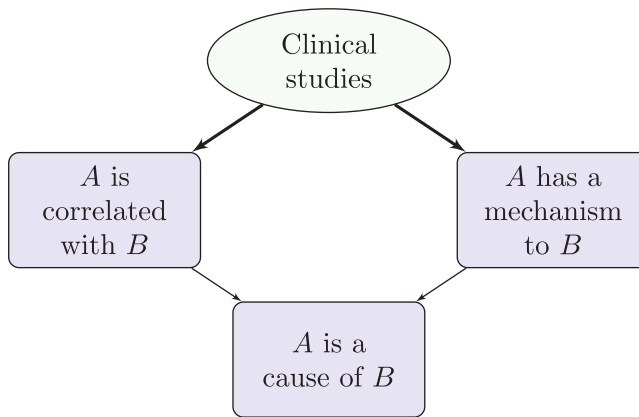 Clinical
studies
A is
correlated
with B
A has a
mechanism
to B
A is a
cause of B